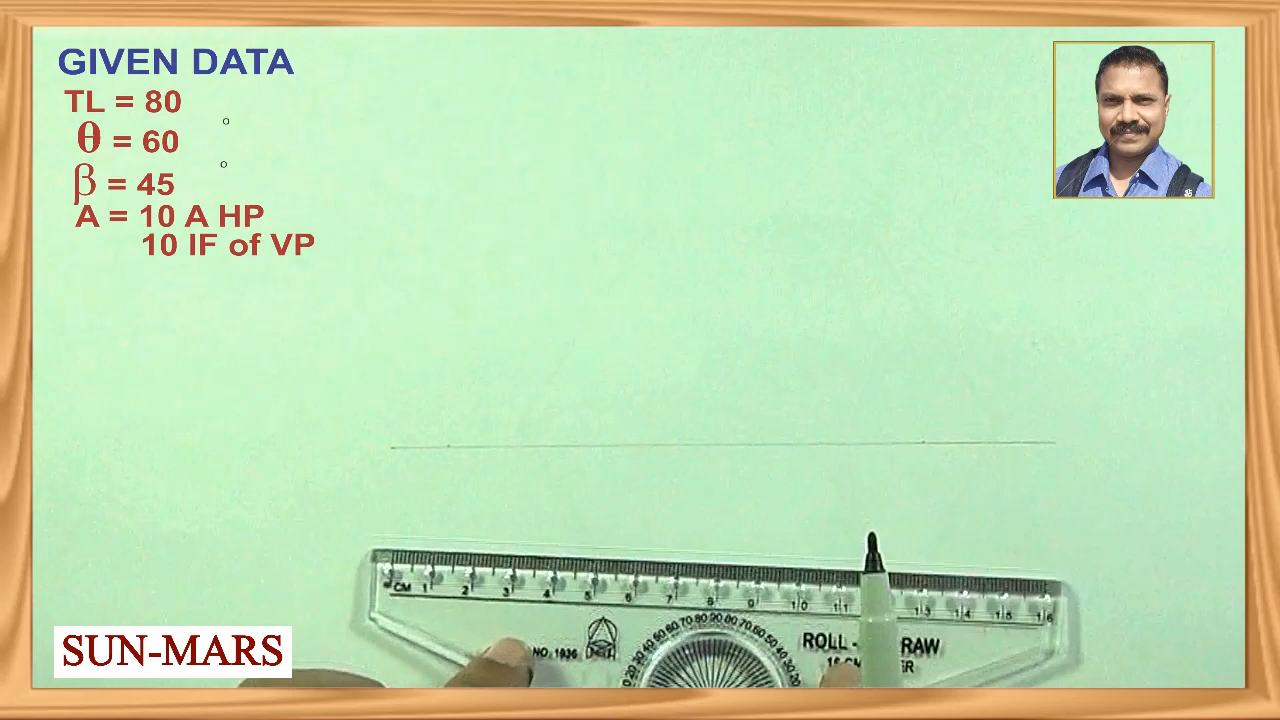 GIVEN DATA
TL = 80
θ = 60°
β = 45°
A = 10 A HP
10 IF of VP
CM 1 2 3 4 5 6 7 8 9 10 11 13 14 15 16
NO. 1936
ROLL -
RAW
ER
SUN-MARS